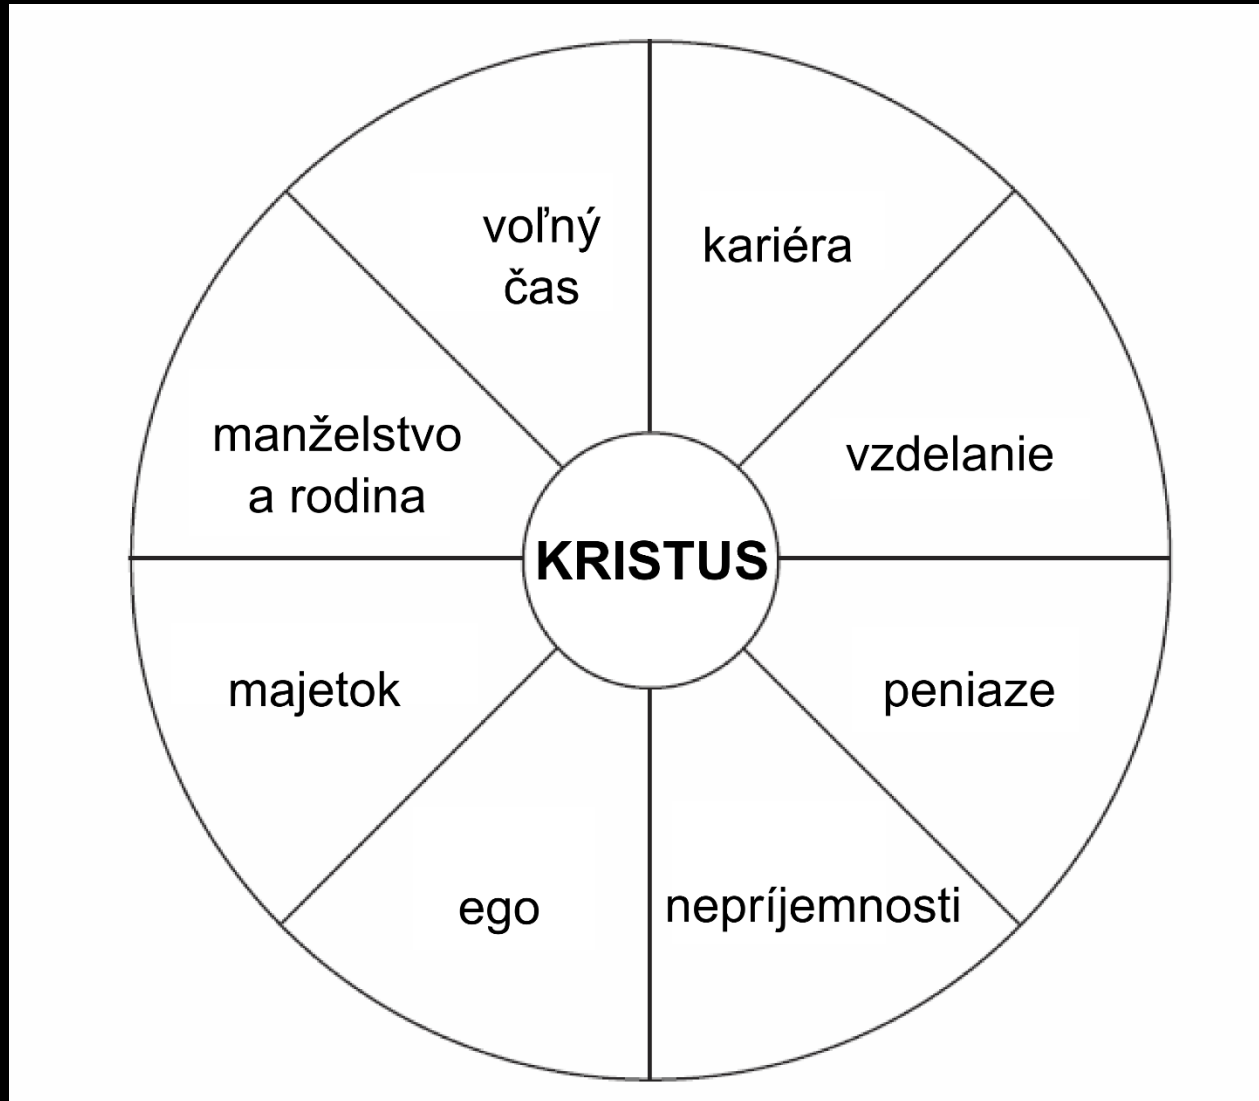 voľný
čas
kariéra
manželstvo
a rodina
vzdelanie
KRISTUS
majetok
peniaze
ego
nepríjemnosti